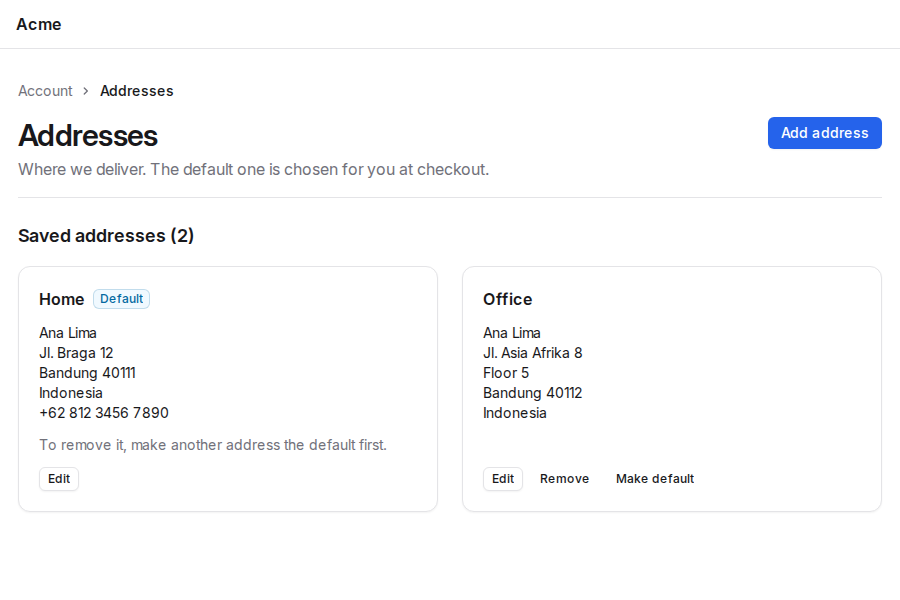 Acme
Account > Addresses
Addresses
Add address
Where we deliver. The default one is chosen for you at checkout.
Saved addresses (2)
Home Default
Ana Lima
Jl. Braga 12
Bandung 40111
Indonesia
+62 812 3456 7890
To remove it, make another address the default first.
Edit
Office
Ana Lima
Jl. Asia Afrika 8
Floor 5
Bandung 40112
Indonesia
Edit Remove Make default